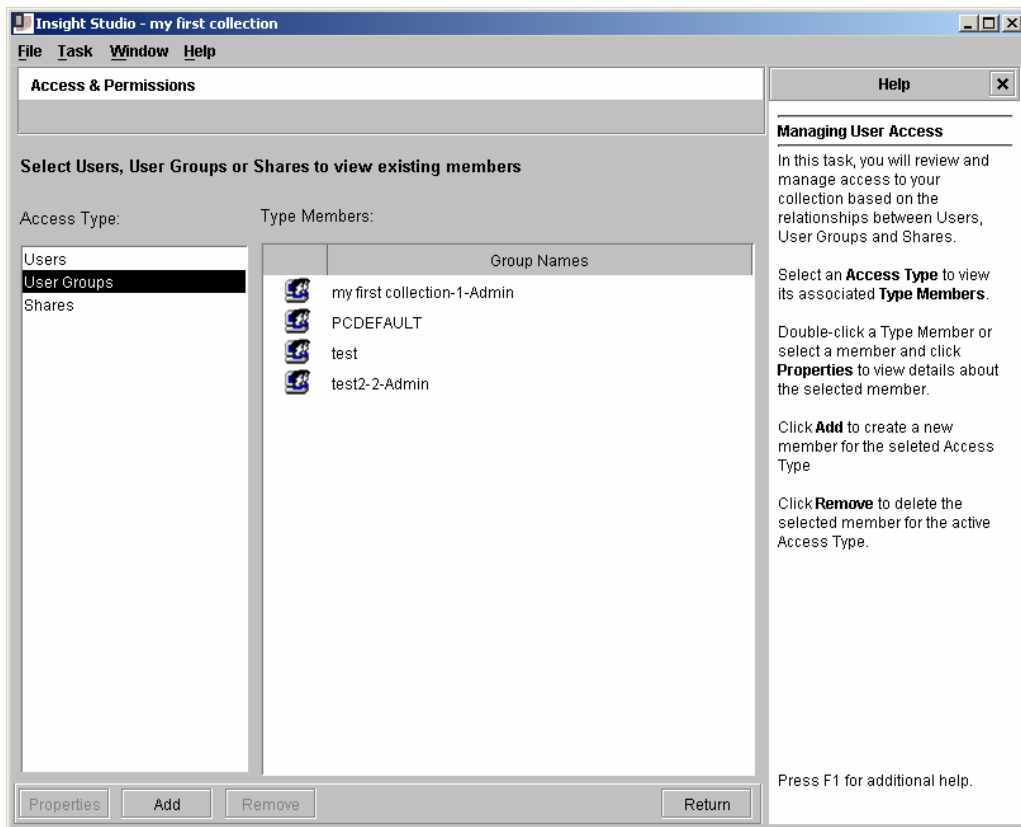 Insight Studio - my first collection
File Task Window Help
Access & Permissions
Select Users, User Groups or Shares to view existing members
Access Type:
Type Members:
Users
User Groups
Shares
Group Names
my first collection-1-Admin
PCDEFAULT
test
test2-2-Admin
Properties
Add
Remove
Return
Help
Managing User Access
In this task, you will review and
manage access to your
collection based on the
relationships between Users,
User Groups and Shares.
Select an Access Type to view
its associated Type Members.
Double-click a Type Member or
select a member and click
Properties to view details about
the selected member.
Click Add to create a new
member for the seleted Access
Type
Click Remove to delete the
selected member for the active
Access Type.
Press F1 for additional help.